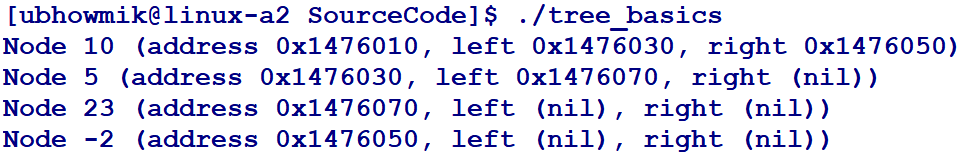 [ubhowmik@linux-a2 SourceCode]$ ./tree_basics
Node 10 (address 0x1476010, left 0x1476030, right 0x1476050)
Node 5 (address 0x1476030, left 0x1476070, right (nil))
Node 23 (address 0x1476070, left (nil), right (nil))
Node -2 (address 0x1476050, left (nil), right (nil))